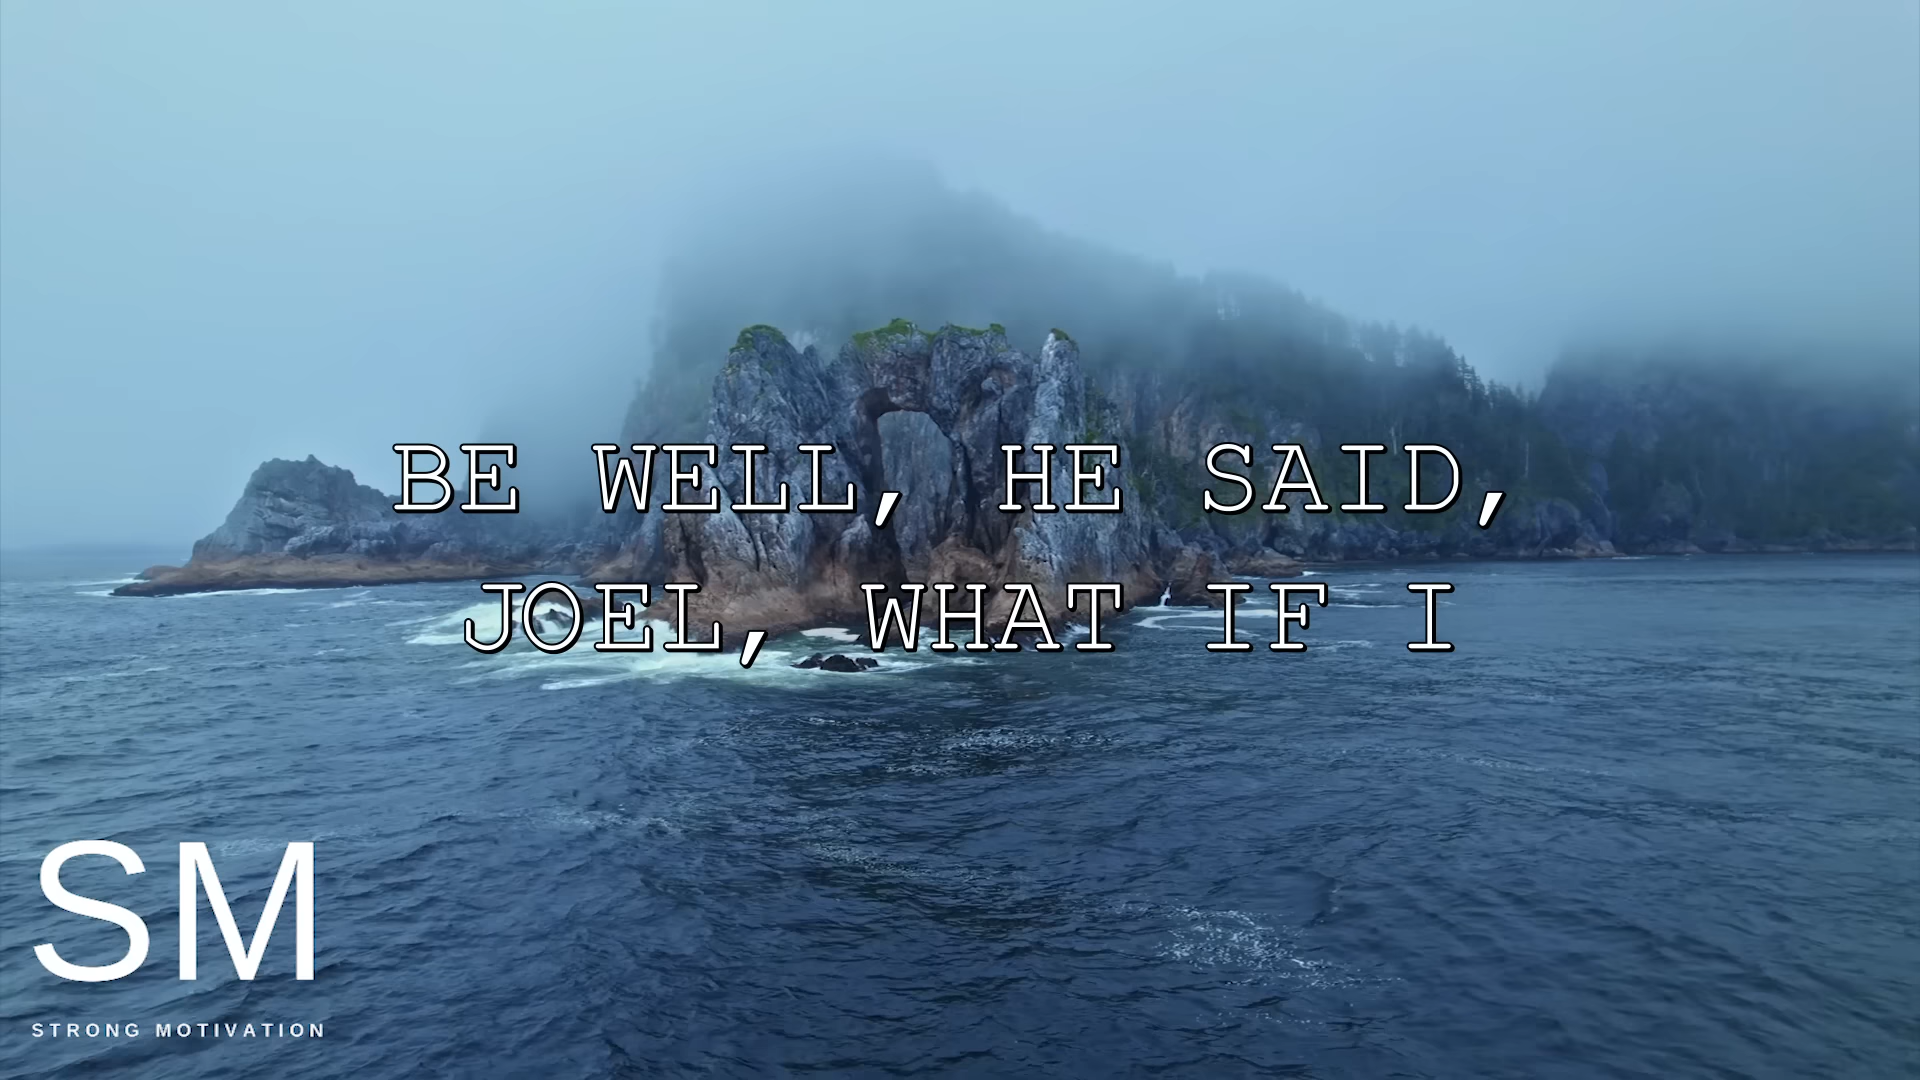 BE WELL, HE SAID,
JOEL, WHAT IF I
SM
STRONG MOTIVATION